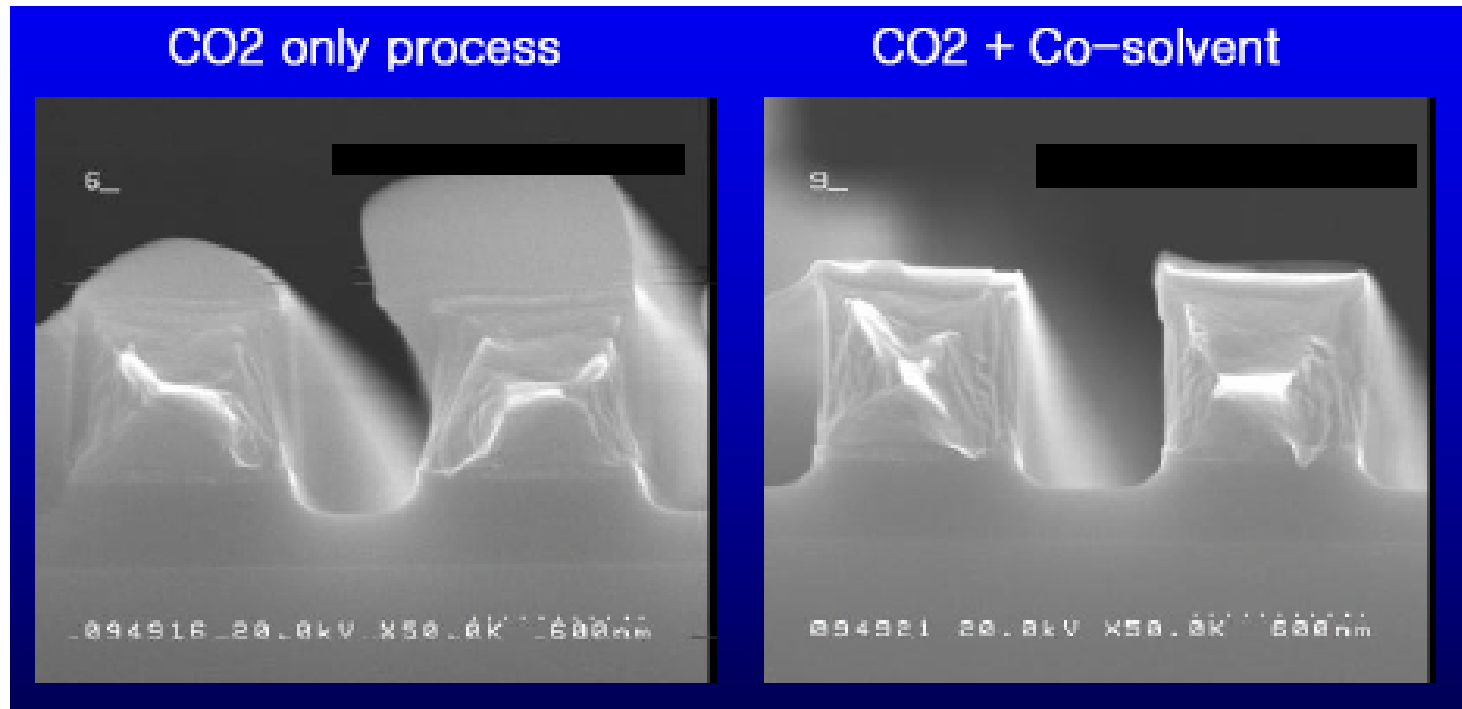 CO2 only process
CO2 + Co-solvent
6_
9_
094916 20.0kV X50.0K 600nm
094921 20.0kV X50.0K 600nm